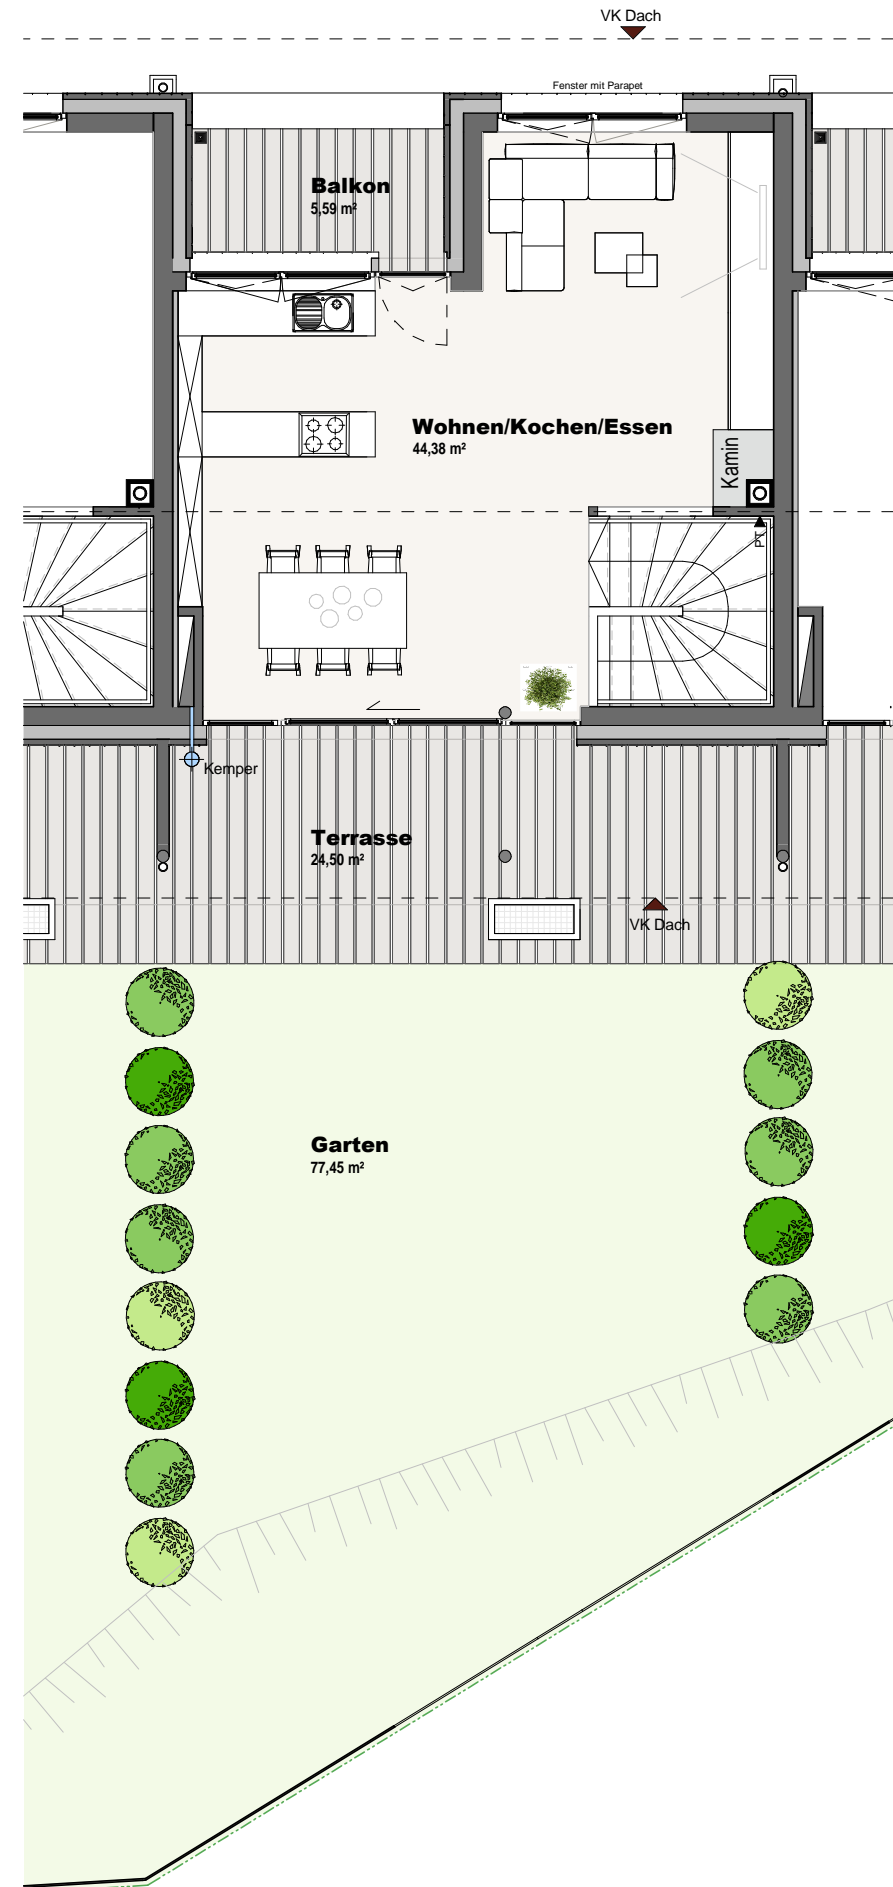 VK Dach
Fenster mit Parapet
Balkon
5,59 m²
Wohnen/Kochen/Essen
44,38 m²
Kamin
PT
Kemper
Terrasse
24,50 m²
VK Dach
Garten
77,45 m²